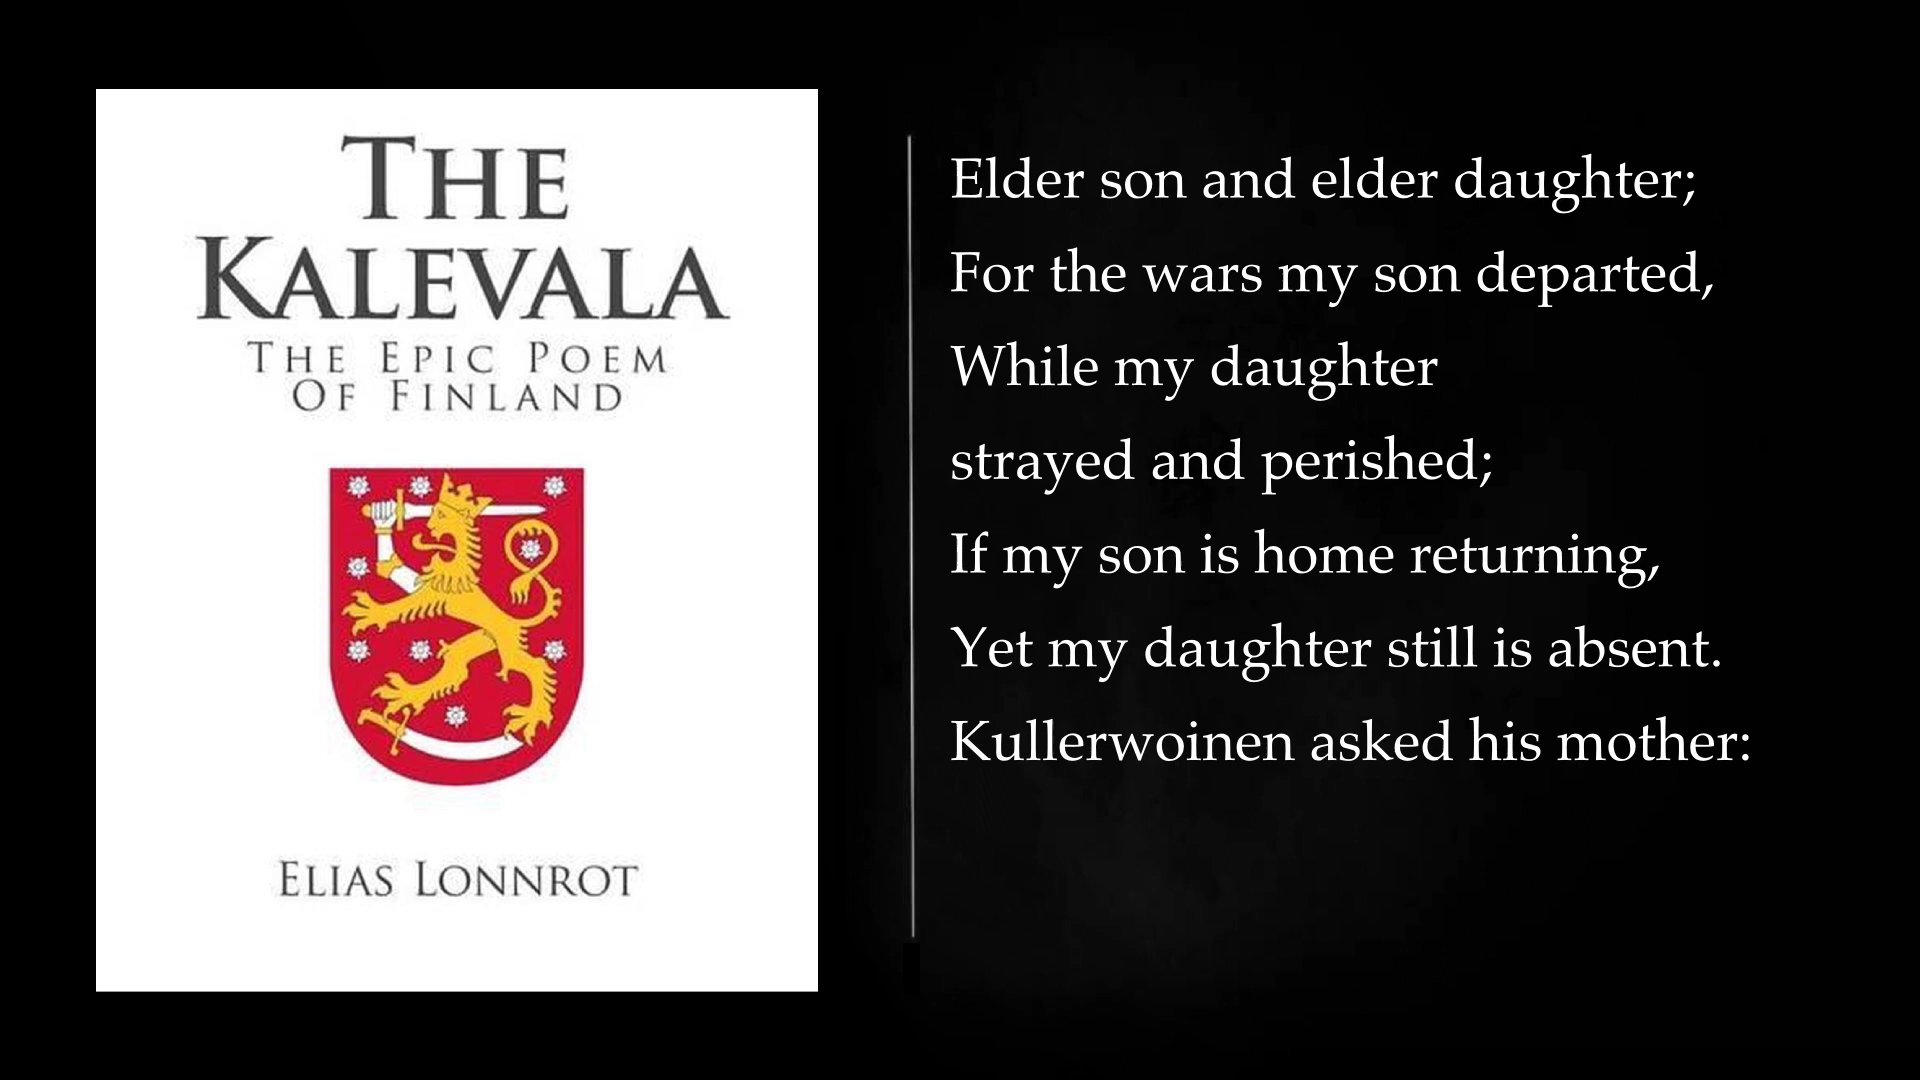 THE
KALEVALA
THE EPIC POEM
OF FINLAND
ELIAS LONNROT
Elder son and elder daughter;
For the wars my son departed,
While my daughter
strayed and perished;
If my son is home returning,
Yet my daughter still is absent.
Kullerwoinen asked his mother: